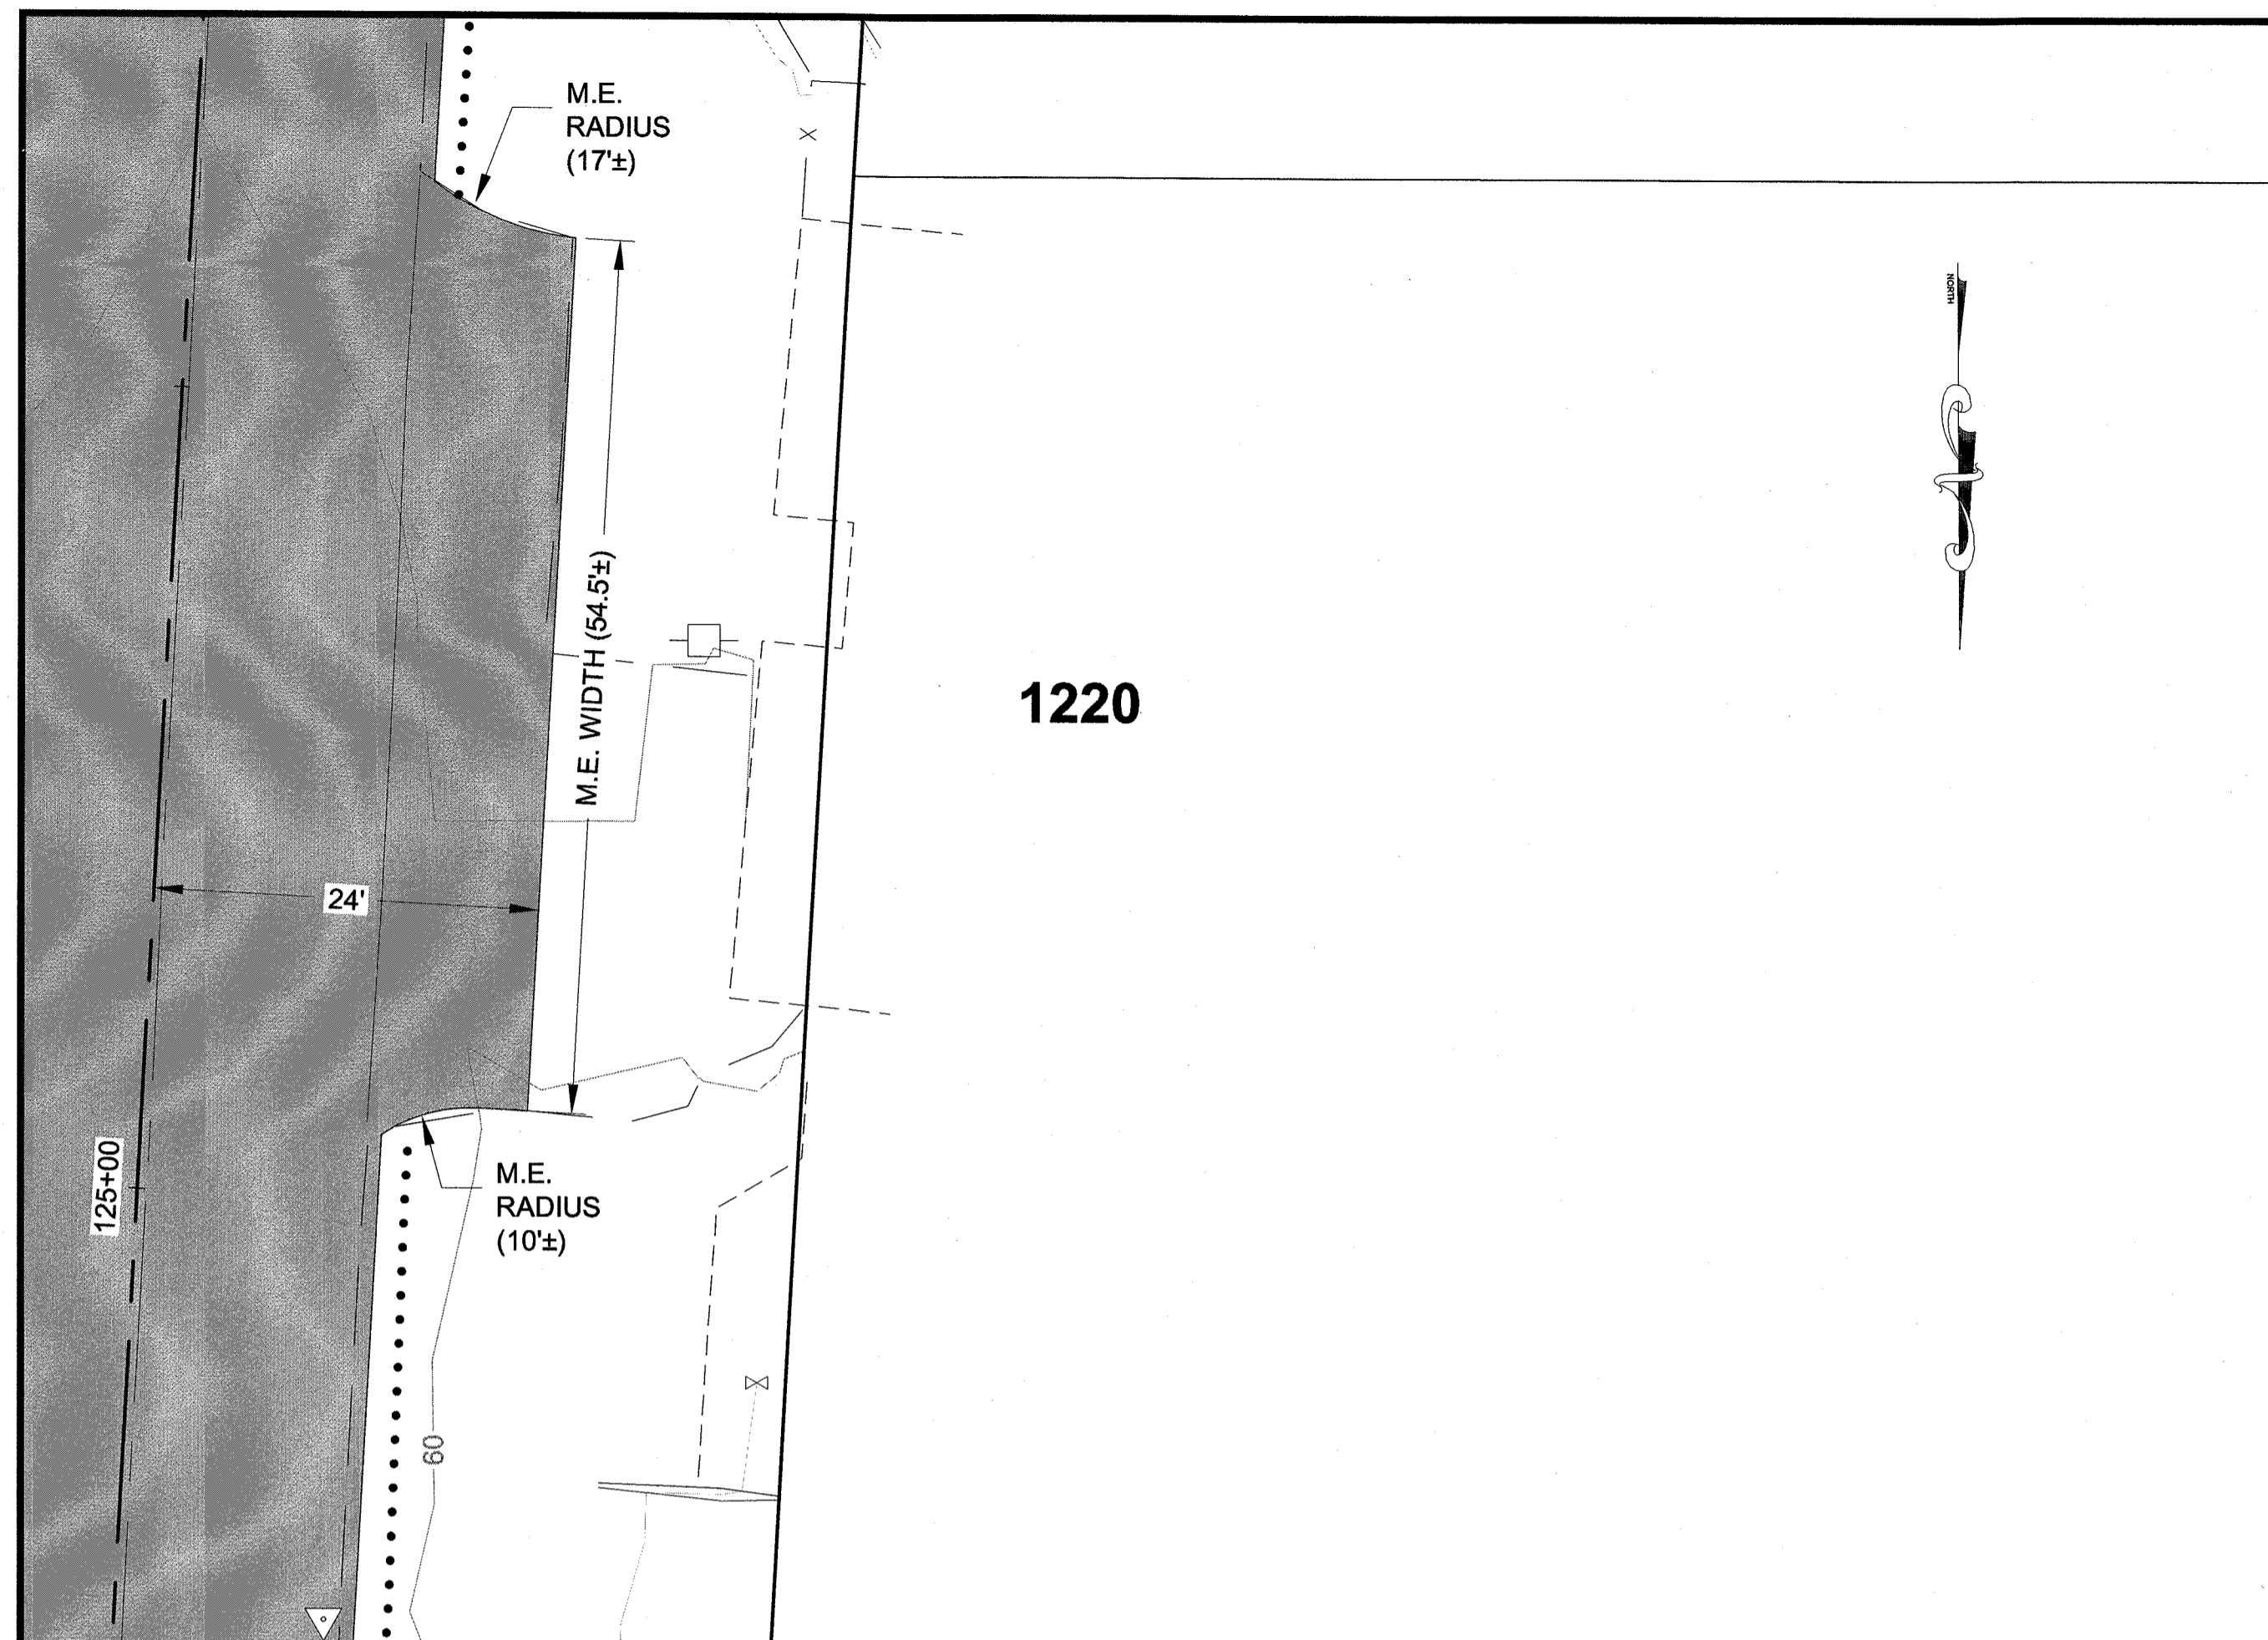 M.E.
RADIUS
(17'±)
NORTH
M.E. WIDTH (54.5'±)
1220
24'
125+00
M.E.
RADIUS
(10'±)
60